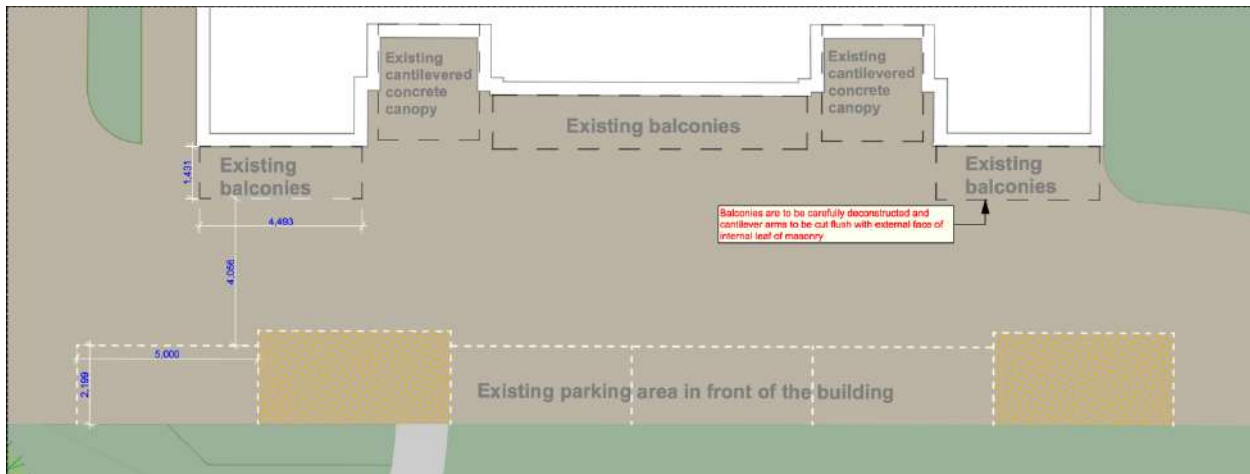 Existing
cantilevered
concrete
canopy
Existing
cantilevered
concrete
canopy
Existing balconies
Existing
balconies
Existing
balconies
1,431
4,493
Balconies are to be carefully deconstructed and
cantilever arms to be cut flush with external face of
internal leaf of masonry
4,056
5,000
2,199
Existing parking area in front of the building